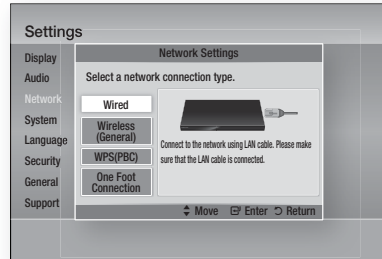 Settings
Display
Audio
Network
System
Language
Security
General
Support
Network Settings
Select a network connection type.
Wired
Wireless
(General)
WPS(PBC)
One Foot
Connection
Connect to the network using LAN cable. Please make
sure that the LAN cable is connected.
Move Enter Return